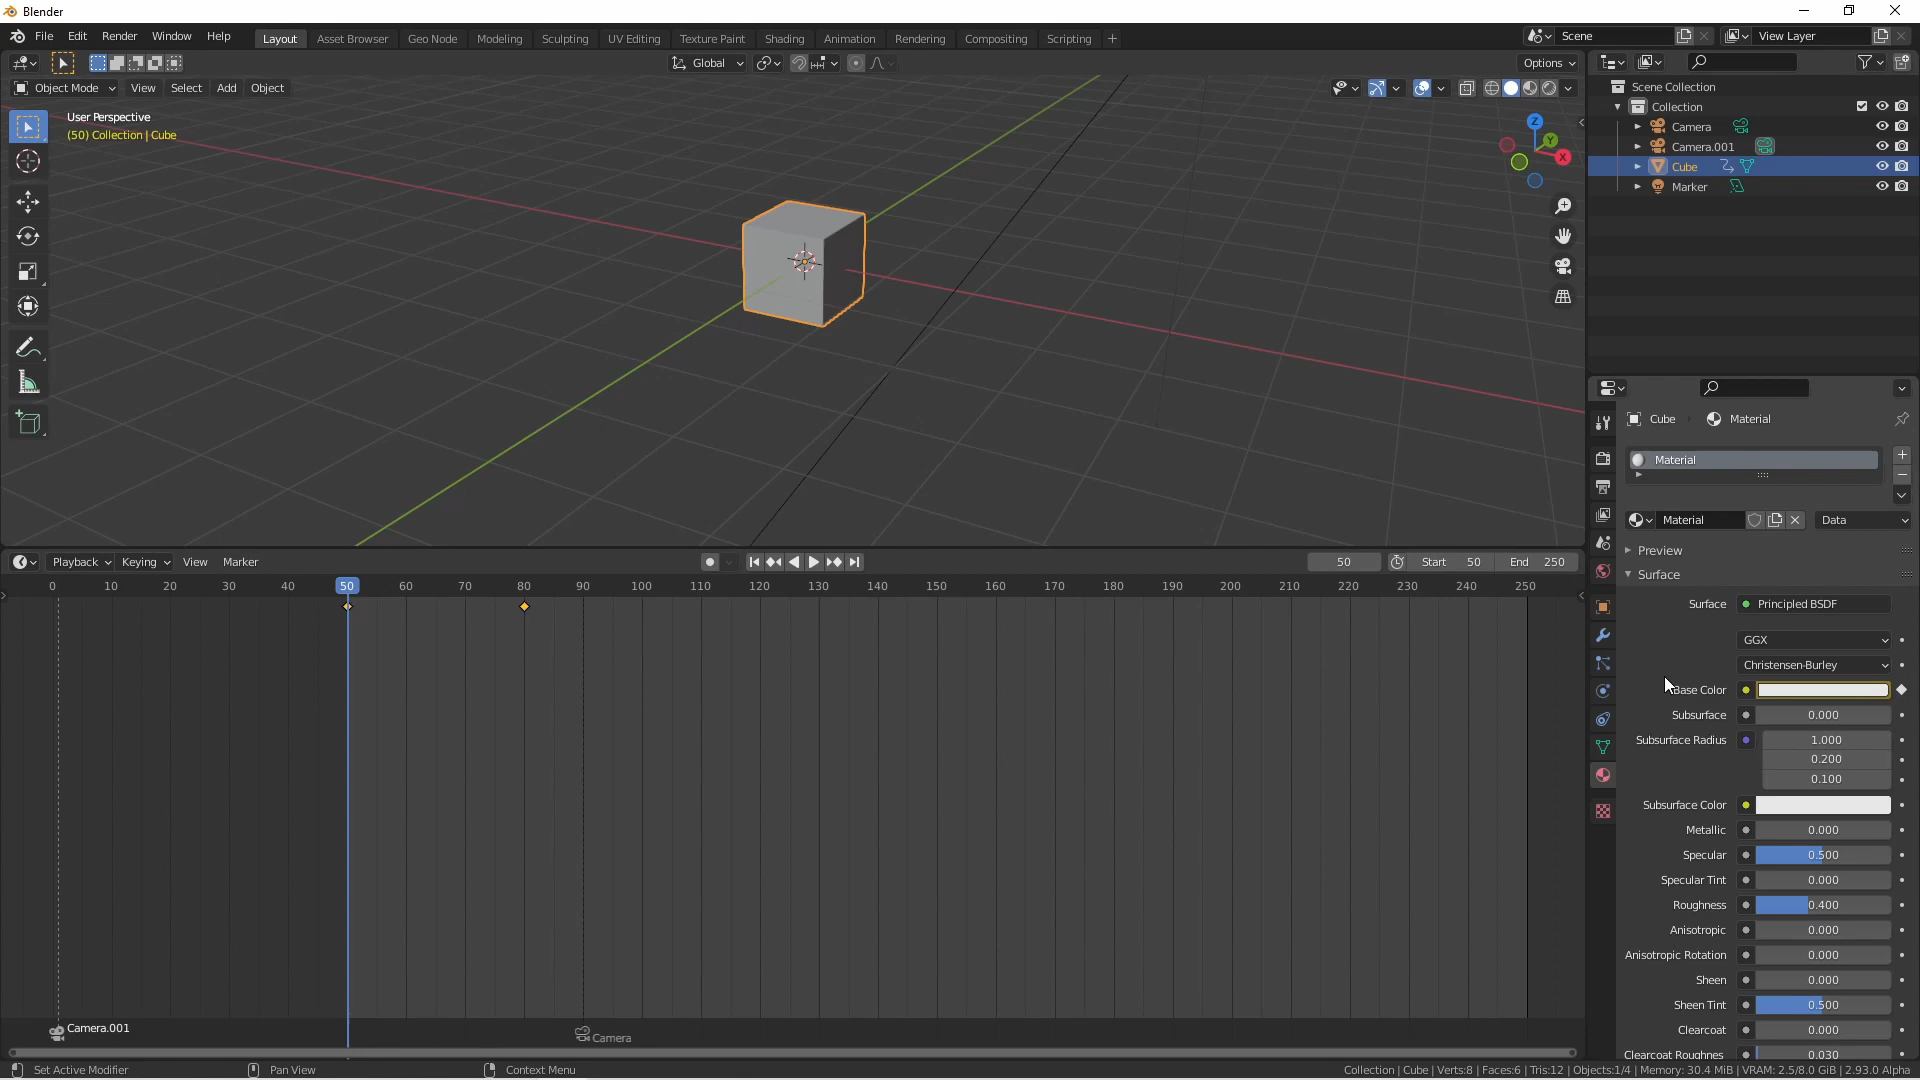 Blender
File Edit Render Window Help Layout Asset Browser Geo Node Modeling Sculpting UV Editing Texture Paint Shading Animation Rendering Compositing Scripting + Scene View Layer
Global Options
Object Mode View Select Add Object
User Perspective
(50) Collection | Cube
Z
Y
X
Scene Collection
Collection
Camera
Camera.001
Cube
Marker
Cube Material
Material
Material Data
Preview
Surface
Surface Principled BSDF
GGX
Christensen-Burley
Base Color
Subsurface 0.000
Subsurface Radius 1.000
0.200
0.100
Subsurface Color
Metallic 0.000
Specular 0.500
Specular Tint 0.000
Roughness 0.400
Anisotropic 0.000
Anisotropic Rotation 0.000
Sheen 0.000
Sheen Tint 0.500
Clearcoat 0.000
Clearcoat Roughnes 0.030
Playback Keying View Marker 50 Start 50 End 250
0 10 20 30 40 50 60 70 80 90 100 110 120 130 140 150 160 170 180 190 200 210 220 230 240 250
Camera.001
Camera
Set Active Modifier Pan View Context Menu Collection | Cube | Verts:8 | Faces:6 | Tris:12 | Objects:1/4 | Memory: 30.4 MiB | VRAM: 2.5/8.0 GiB | 2.93.0 Alpha